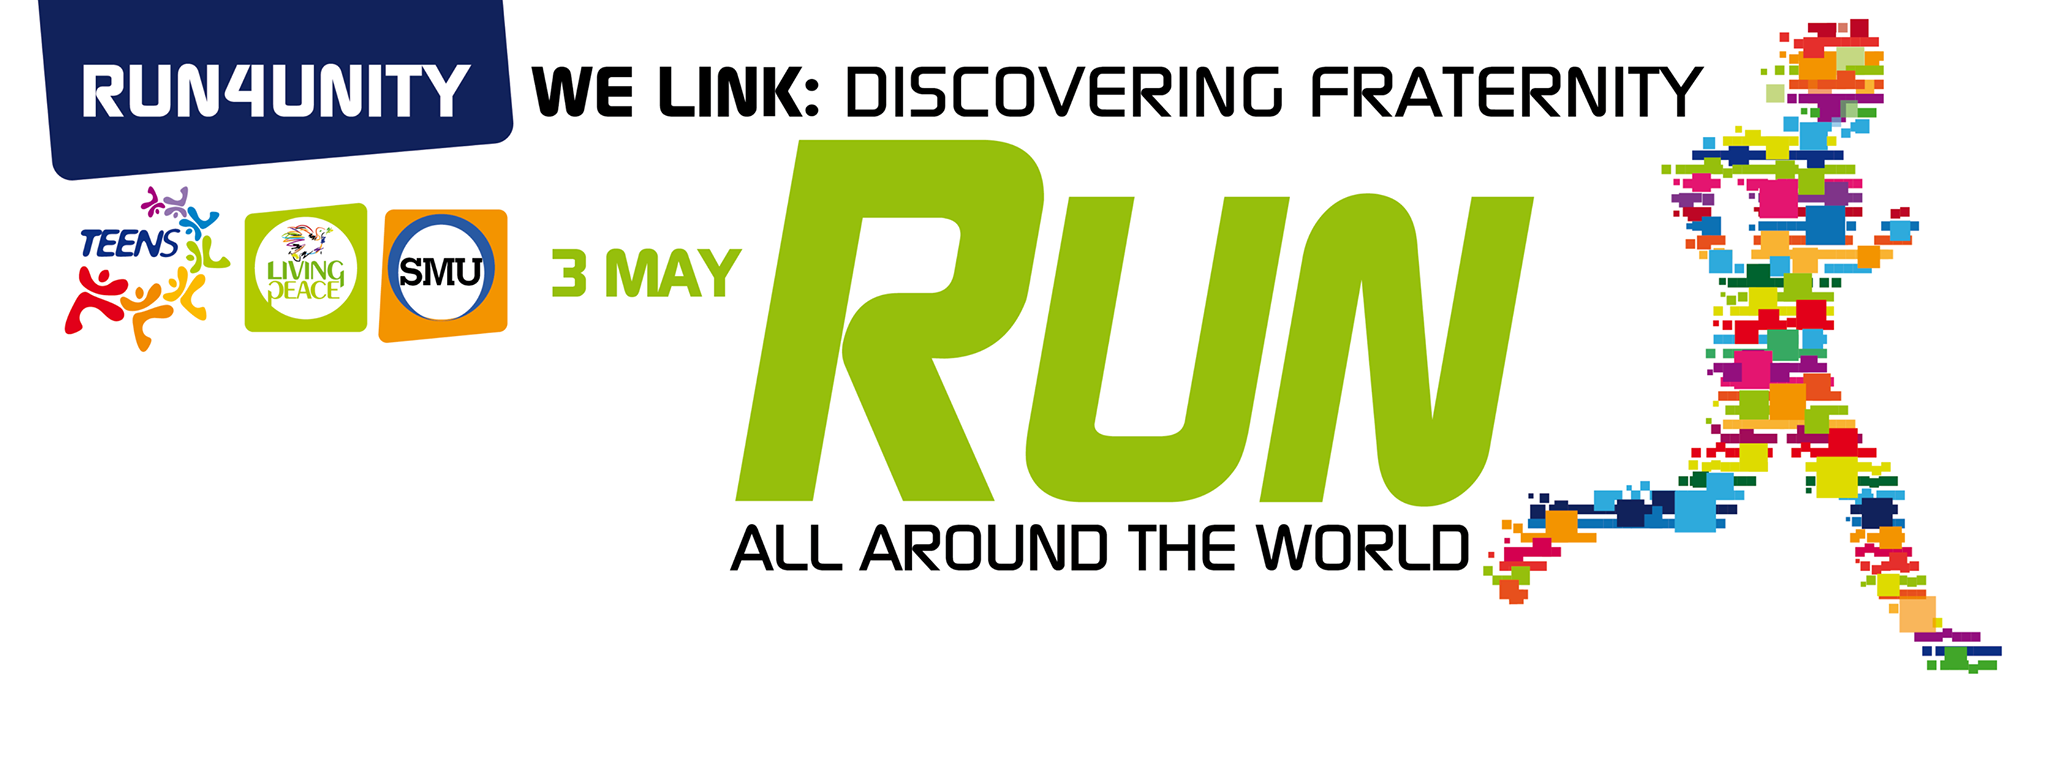 RUN4UNITY
WE LINK: DISCOVERING FRATERNITY
TEENS
LIVING
PEACE
SMU
3 MAY
RUN
ALL AROUND THE WORLD